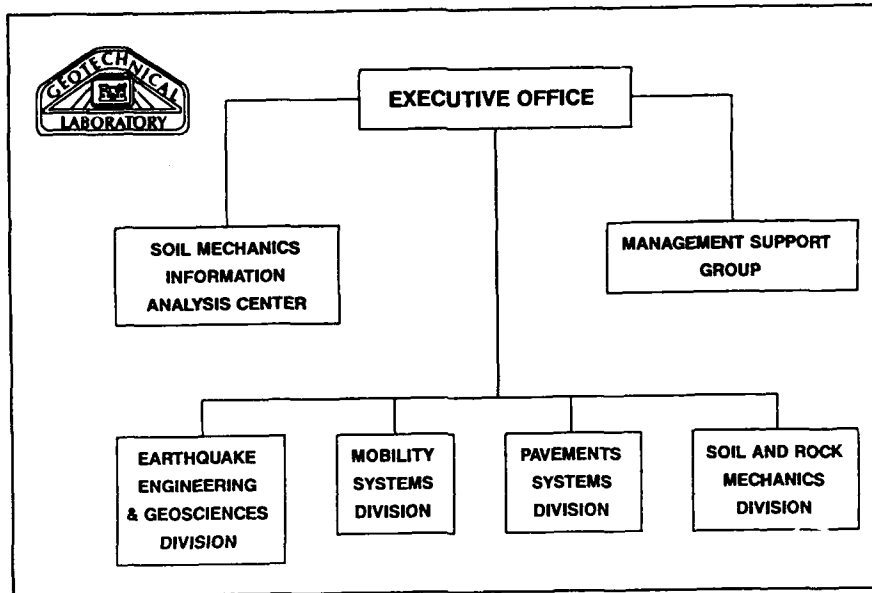 GEOTECHNICAL
LABORATORY
EXECUTIVE OFFICE
SOIL MECHANICS
INFORMATION
ANALYSIS CENTER
MANAGEMENT SUPPORT
GROUP
EARTHQUAKE
ENGINEERING
& GEOSCIENCES
DIVISION
MOBILITY
SYSTEMS
DIVISION
PAVEMENTS
SYSTEMS
DIVISION
SOIL AND ROCK
MECHANICS
DIVISION